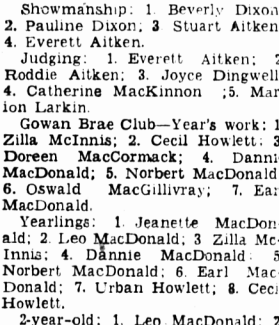 Showmanship: 1. Beverly Dixon
2. Pauline Dixon; 3 Stuart Aitken
4. Everett Aitken.
Judging: 1. Everett Aitken; 2
Roddie Aitken; 3. Joyce Dingwell
4. Catherine MacKinnon ;5. Mar
ion Larkin.
Gowan Brae Club—Year's work: 1
Zilla McInnis; 2. Cecil Howlett; 3
Doreen MacCormack; 4. Danni
MacDonald; 5. Norbert MacDonald
6. Oswald MacGillivray; 7. Ear
MacDonald.
Yearlings: 1. Jeanette MacDon
ald; 2. Leo MacDonald; 3 Zilla Mc-
Innis; 4. Dannie MacDonald 5
Norbert MacDonald; 6. Earl Mac-
Donald; 7. Urban Howlett; 8. Ceci
Howlett.
2-year-old: 1. Leo MacDonald; 2